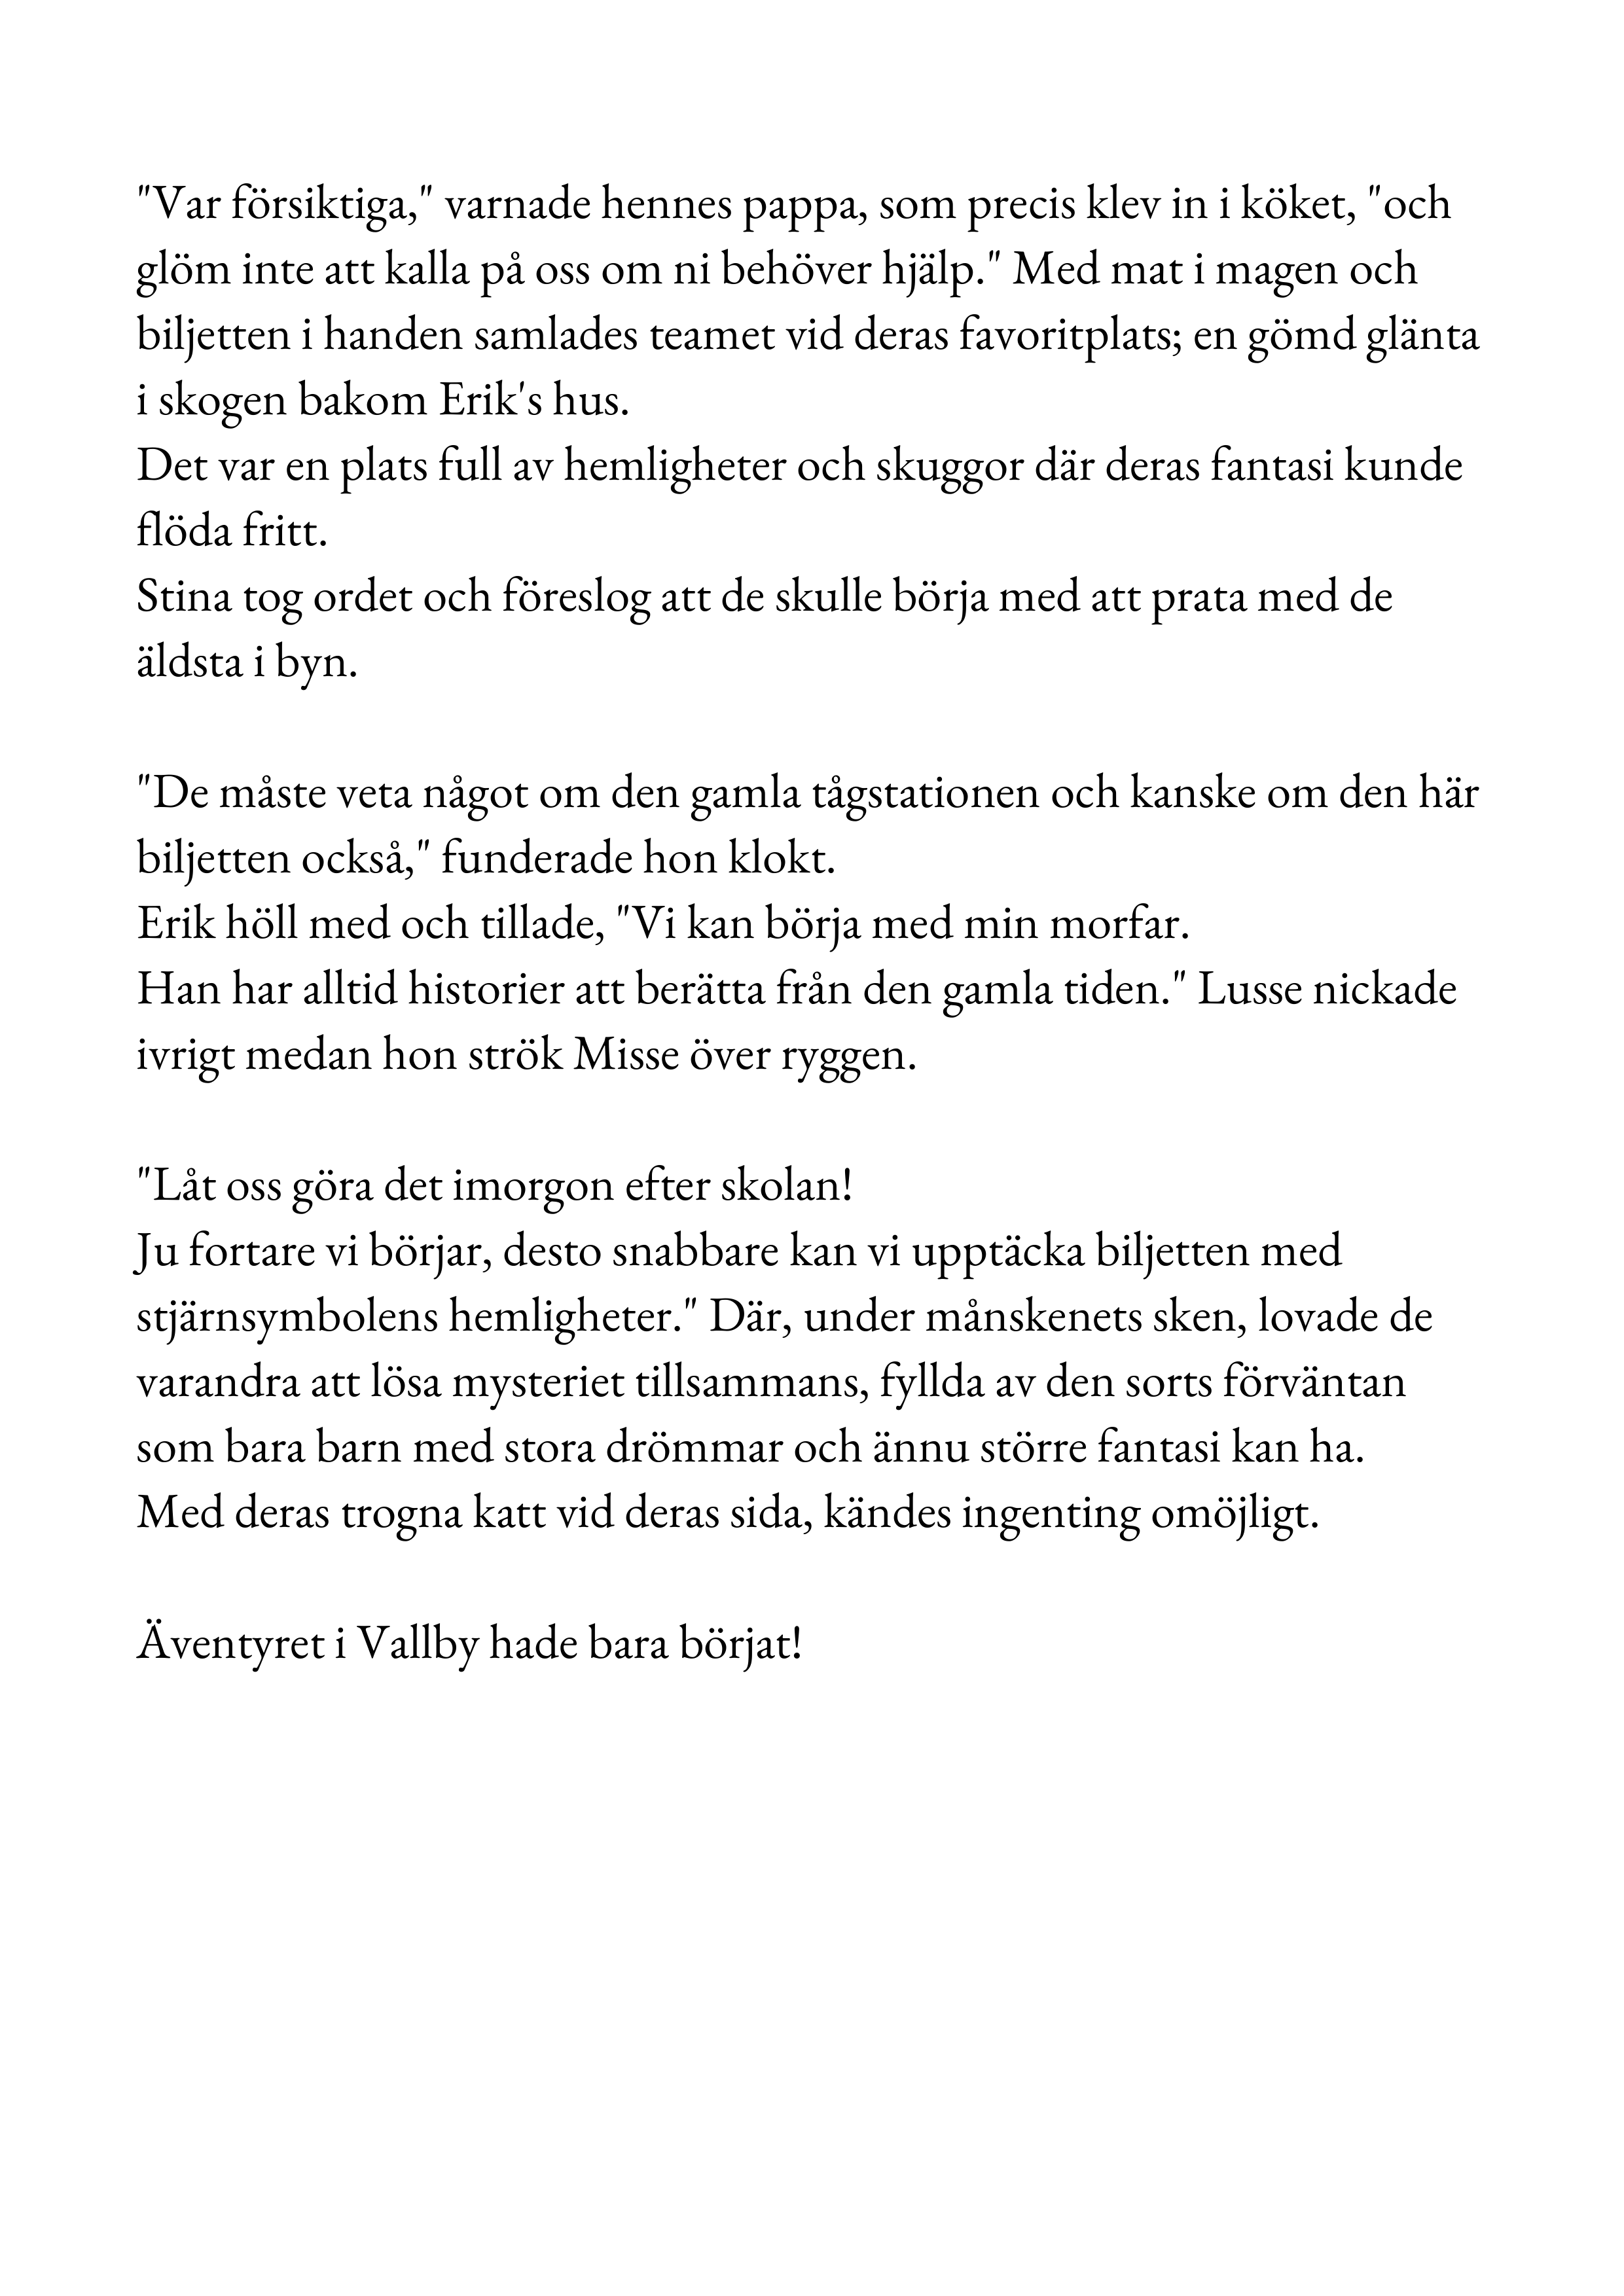 "Var försiktiga," varnade hennes pappa, som precis klev in i köket, "och
glöm inte att kalla på oss om ni behöver hjälp." Med mat i magen och
biljetten i handen samlades teamet vid deras favoritplats; en gömd glänta
i skogen bakom Erik's hus.
Det var en plats full av hemligheter och skuggor där deras fantasi kunde
flöda fritt.
Stina tog ordet och föreslog att de skulle börja med att prata med de
äldsta i byn.
"De måste veta något om den gamla tågstationen och kanske om den här
biljetten också," funderade hon klokt.
Erik höll med och tillade, "Vi kan börja med min morfar.
Han har alltid historier att berätta från den gamla tiden." Lusse nickade
ivrigt medan hon strök Misse över ryggen.
"Låt oss göra det imorgon efter skolan!
Ju fortare vi börjar, desto snabbare kan vi upptäcka biljetten med
stjärnsymbolens hemligheter." Där, under månskenets sken, lovade de
varandra att lösa mysteriet tillsammans, fyllda av den sorts förväntan
som bara barn med stora drömmar och ännu större fantasi kan ha.
Med deras trogna katt vid deras sida, kändes ingenting omöjligt.
Äventyret i Vallby hade bara börjat!